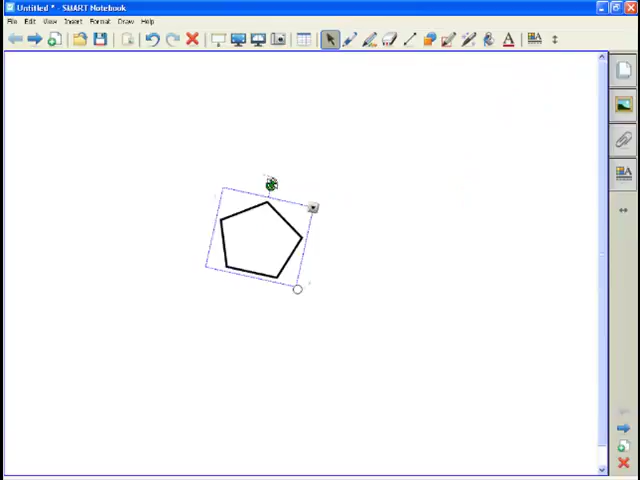 Untitled * - SMART Notebook
File Edit View Insert Format Draw Help
A